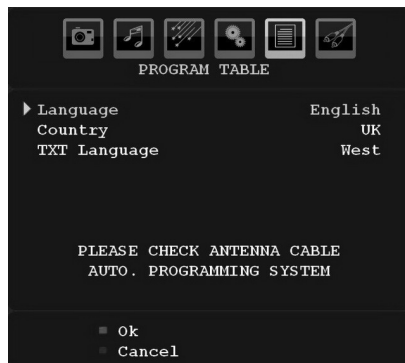 PROGRAM TABLE
Language English
Country UK
TXT Language West
PLEASE CHECK ANTENNA CABLE
AUTO. PROGRAMMING SYSTEM
Ok
Cancel